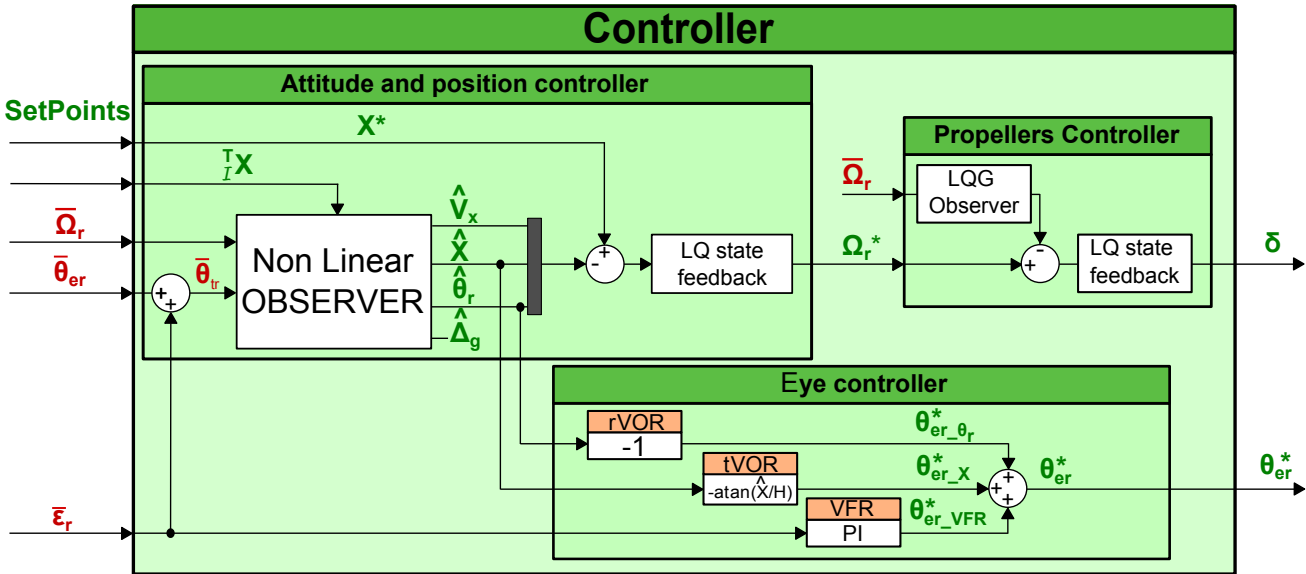 Controller
Attitude and position controller
SetPoints
X*
T
I X
Ω̅r
θ̅er
θ̅tr
+
+
Non Linear
OBSERVER
V̂x
X̂
θ̂r
Δ̂g
+
-
LQ state
feedback
Propellers Controller
Ω̅r
LQG
Observer
Ωr*
-
+
LQ state
feedback
δ
Eye controller
rVOR
-1
θ*er_θr
tVOR
-atan(X̂/H)
θ*er_X
VFR
PI
θ*er_VFR
+
+
+
θ*er
θ*er
ε̅r